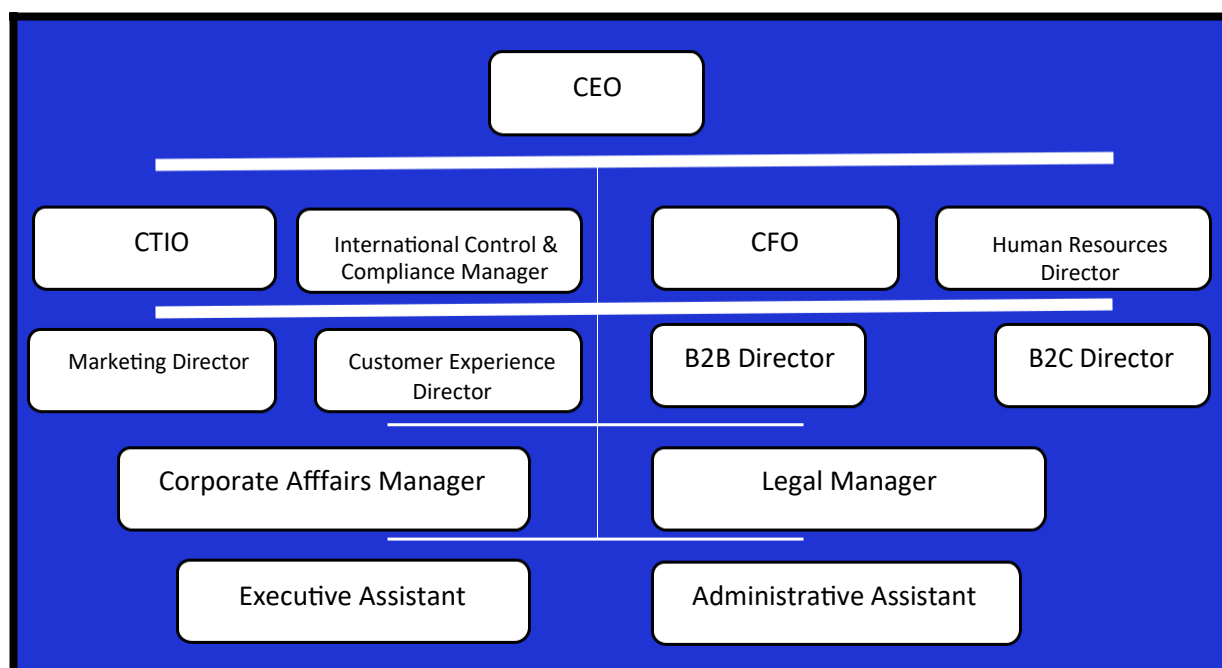 CEO
CTIO
International Control &
Compliance Manager
CFO
Human Resources
Director
Marketing Director
Customer Experience
Director
B2B Director
B2C Director
Corporate Afffairs Manager
Legal Manager
Executive Assistant
Administrative Assistant